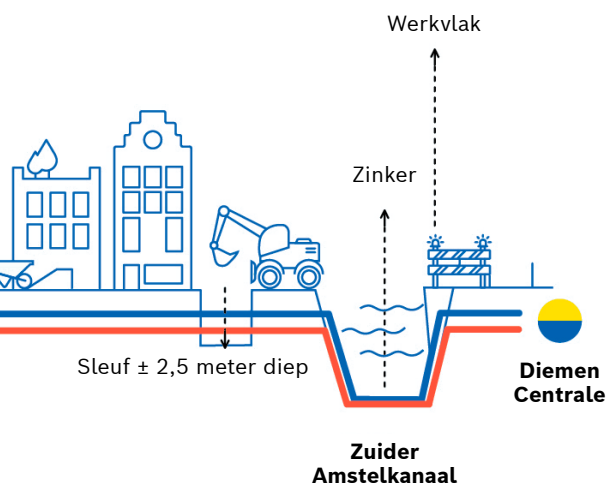 Werkvlak
Zinker
Sleuf ± 2,5 meter diep
Diemen
Centrale
Zuider
Amstelkanaal